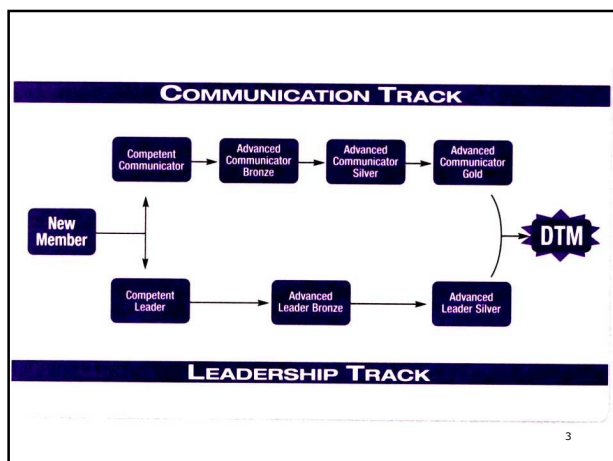 COMMUNICATION TRACK
Competent
Communicator
Advanced
Communicator
Bronze
Advanced
Communicator
Silver
Advanced
Communicator
Gold
New
Member
DTM
Competent
Leader
Advanced
Leader Bronze
Advanced
Leader Silver
LEADERSHIP TRACK
3